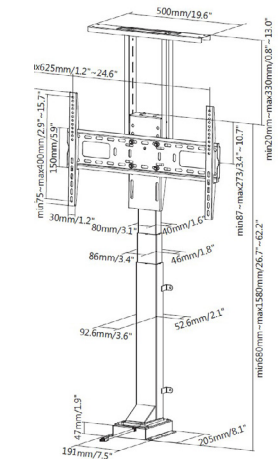 500mm/19.6"
min20mm~max330mm/0.8"~13.0"
x625mm/1.2"~24.6"
min75~max400mm/2.9"~15.7"
150mm/5.9"
min87~max273/3.4"~10.7"
30mm/1.2"
80mm/3.1"
40mm/1.6"
86mm/3.4"
46mm/1.8"
min680mm~max1580mm/26.7"~62.2"
92.6mm/3.6"
52.6mm/2.1"
47mm/1.9"
191mm/7.5"
205mm/8.1"